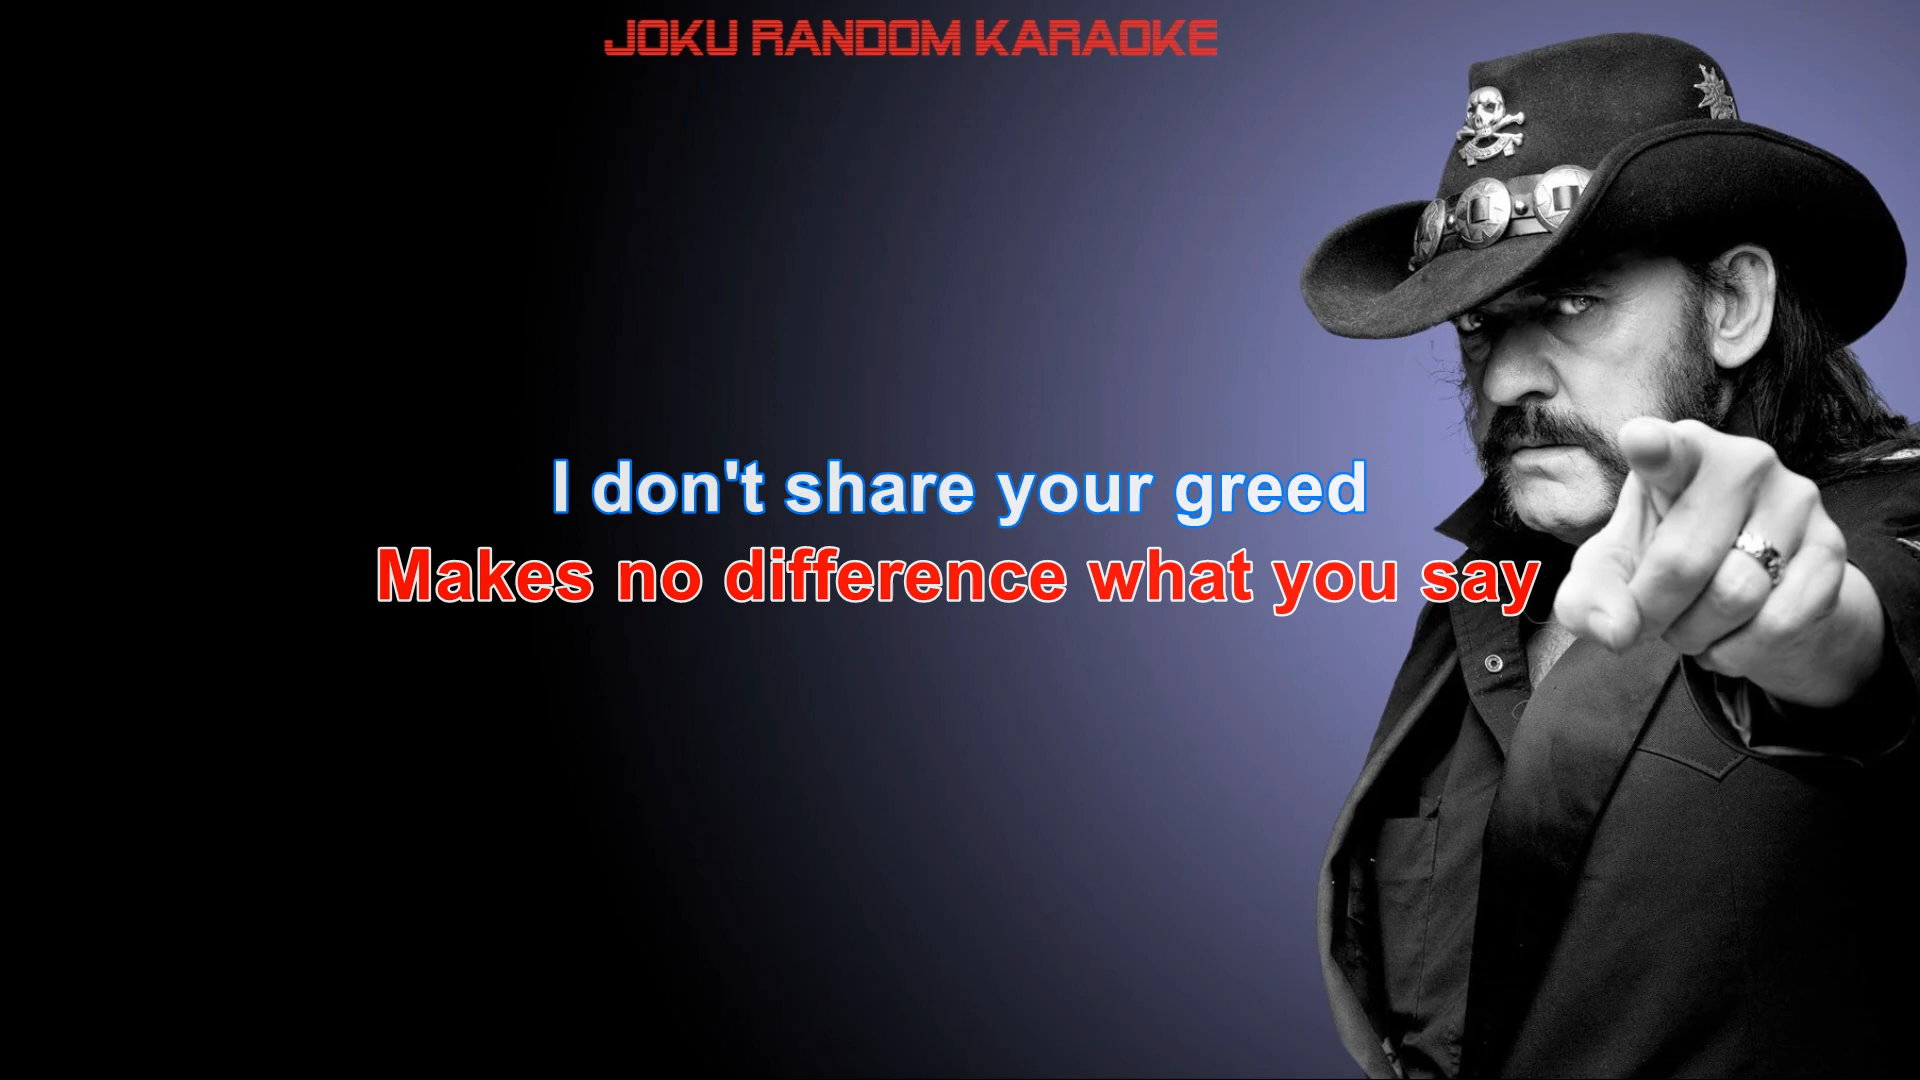 JOKU RANDOM KARAOKE
I don't share your greed
Makes no difference what you say